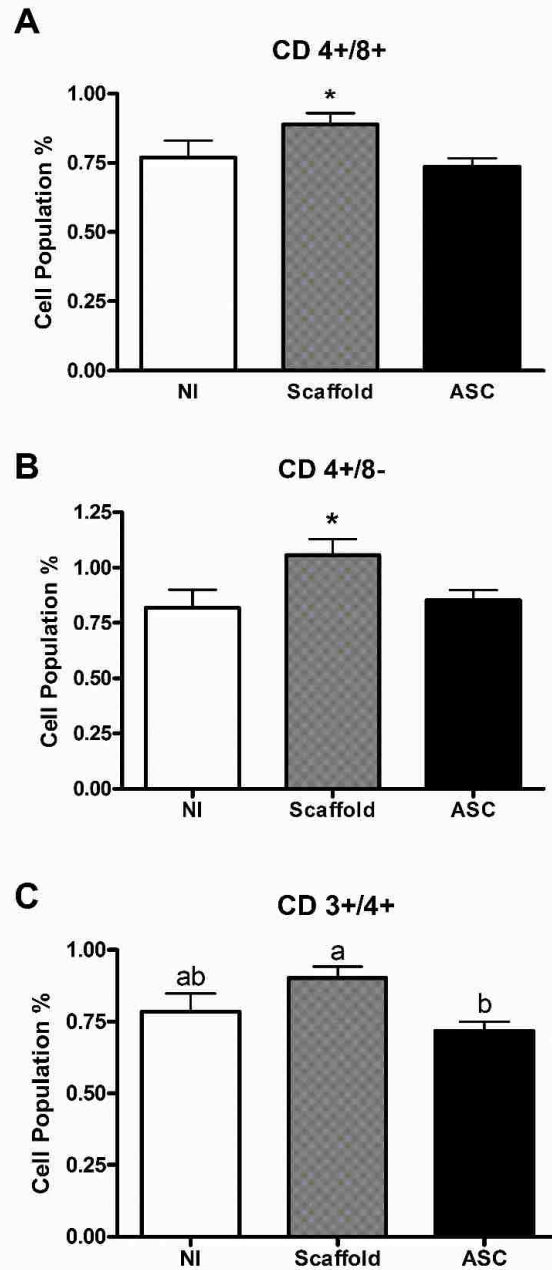 A
CD 4+/8+
*
1.00
0.75
0.50
0.25
0.00
Cell Population %
NI Scaffold ASC
B
CD 4+/8-
*
1.25
1.00
0.75
0.50
0.25
0.00
Cell Population %
NI Scaffold ASC
C
CD 3+/4+
ab a b
1.00
0.75
0.50
0.25
0.00
Cell Population %
NI Scaffold ASC